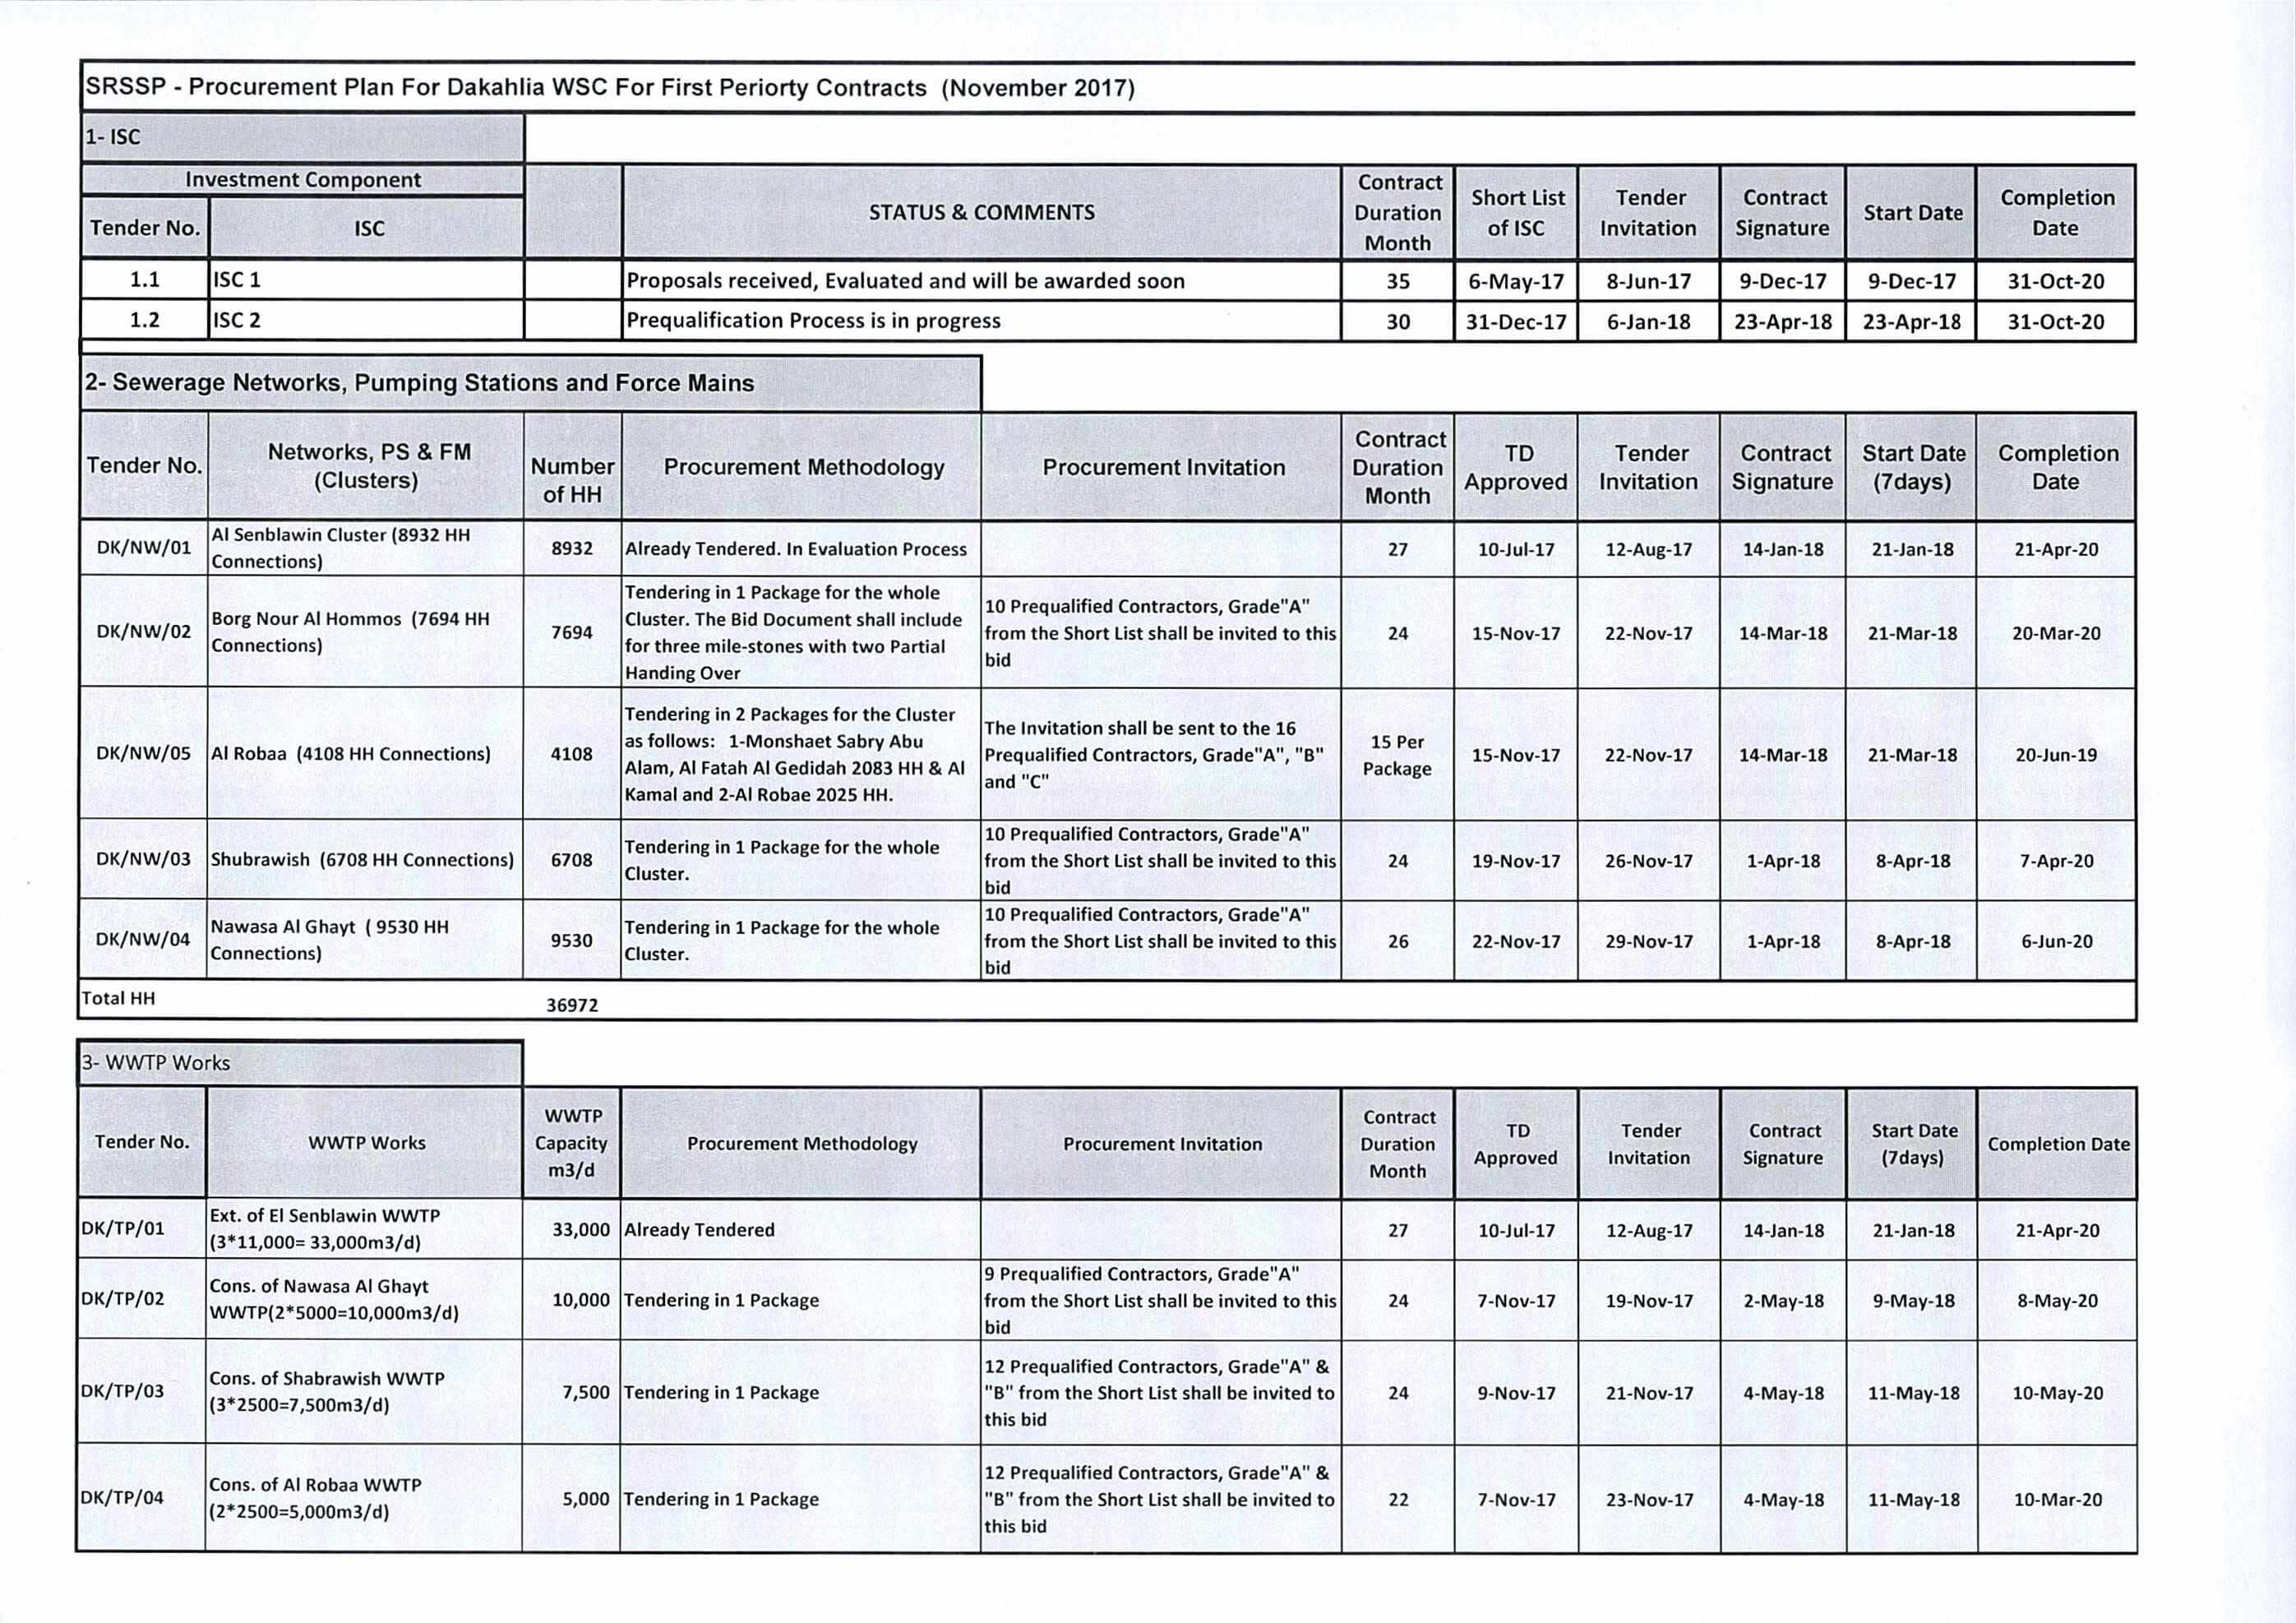 SRSSP - Procurement Plan For Dakahlia WSC For First Periorty Contracts (November 2017)
1- ISC
Investment Component
Tender No.
ISC
STATUS & COMMENTS
Contract
Duration
Month
Short List
of ISC
Tender
Invitation
Contract
Signature
Start Date
Completion
Date
1.1 ISC 1 Proposals received, Evaluated and will be awarded soon 35 6-May-17 8-Jun-17 9-Dec-17 9-Dec-17 31-Oct-20
1.2 ISC 2 Prequalification Process is in progress 30 31-Dec-17 6-Jan-18 23-Apr-18 23-Apr-18 31-Oct-20
2- Sewerage Networks, Pumping Stations and Force Mains
Tender No.
Networks, PS & FM
(Clusters)
Number
of HH
Procurement Methodology
Procurement Invitation
Contract
Duration
Month
TD
Approved
Tender
Invitation
Contract
Signature
Start Date
(7days)
Completion
Date
DK/NW/01
Al Senblawin Cluster (8932 HH
Connections)
8932
Already Tendered. In Evaluation Process
27
10-Jul-17
12-Aug-17
14-Jan-18
21-Jan-18
21-Apr-20
DK/NW/02
Borg Nour Al Hommos (7694 HH
Connections)
7694
Tendering in 1 Package for the whole
Cluster. The Bid Document shall include
for three mile-stones with two Partial
Handing Over
10 Prequalified Contractors, Grade"A"
from the Short List shall be invited to this
bid
24
15-Nov-17
22-Nov-17
14-Mar-18
21-Mar-18
20-Mar-20
DK/NW/05
Al Robaa (4108 HH Connections)
4108
Tendering in 2 Packages for the Cluster
as follows: 1-Monshaet Sabry Abu
Alam, Al Fatah Al Gedidah 2083 HH & Al
Kamal and 2-Al Robae 2025 HH.
The Invitation shall be sent to the 16
Prequalified Contractors, Grade"A", "B"
and "C"
15 Per
Package
15-Nov-17
22-Nov-17
14-Mar-18
21-Mar-18
20-Jun-19
DK/NW/03
Shubrawish (6708 HH Connections)
6708
Tendering in 1 Package for the whole
Cluster.
10 Prequalified Contractors, Grade"A"
from the Short List shall be invited to this
bid
24
19-Nov-17
26-Nov-17
1-Apr-18
8-Apr-18
7-Apr-20
DK/NW/04
Nawasa Al Ghayt ( 9530 HH
Connections)
9530
Tendering in 1 Package for the whole
Cluster.
10 Prequalified Contractors, Grade"A"
from the Short List shall be invited to this
bid
26
22-Nov-17
29-Nov-17
1-Apr-18
8-Apr-18
6-Jun-20
Total HH
36972
3- WWTP Works
Tender No.
WWTP Works
WWTP
Capacity
m3/d
Procurement Methodology
Procurement Invitation
Contract
Duration
Month
TD
Approved
Tender
Invitation
Contract
Signature
Start Date
(7days)
Completion Date
DK/TP/01
Ext. of El Senblawin WWTP
(3*11,000= 33,000m3/d)
33,000
Already Tendered
27
10-Jul-17
12-Aug-17
14-Jan-18
21-Jan-18
21-Apr-20
DK/TP/02
Cons. of Nawasa Al Ghayt
WWTP(2*5000=10,000m3/d)
10,000
Tendering in 1 Package
9 Prequalified Contractors, Grade"A"
from the Short List shall be invited to this
bid
24
7-Nov-17
19-Nov-17
2-May-18
9-May-18
8-May-20
DK/TP/03
Cons. of Shabrawish WWTP
(3*2500=7,500m3/d)
7,500
Tendering in 1 Package
12 Prequalified Contractors, Grade"A" &
"B" from the Short List shall be invited to
this bid
24
9-Nov-17
21-Nov-17
4-May-18
11-May-18
10-May-20
DK/TP/04
Cons. of Al Robaa WWTP
(2*2500=5,000m3/d)
5,000
Tendering in 1 Package
12 Prequalified Contractors, Grade"A" &
"B" from the Short List shall be invited to
this bid
22
7-Nov-17
23-Nov-17
4-May-18
11-May-18
10-Mar-20